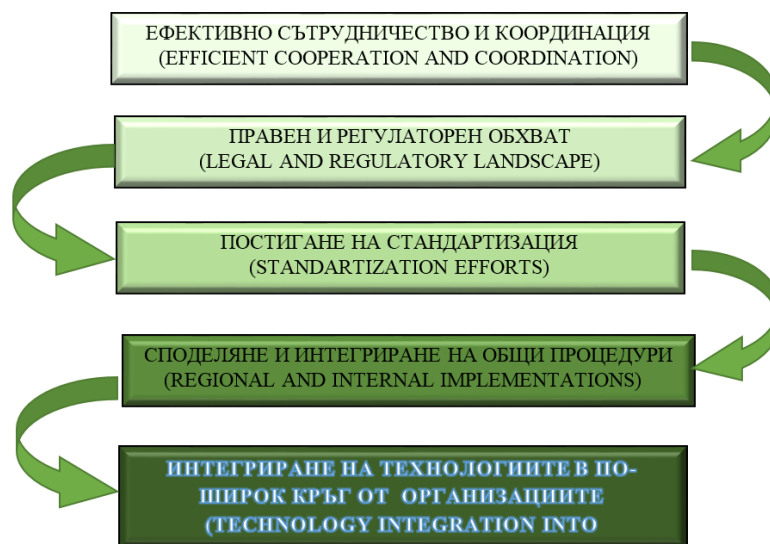 ЕФЕКТИВНО СЪТРУДНИЧЕСТВО И КООРДИНАЦИЯ
(EFFICIENT COOPERATION AND COORDINATION)
ПРАВЕН И РЕГУЛАТОРЕН ОБХВАТ
(LEGAL AND REGULATORY LANDSCAPE)
ПОСТИГАНЕ НА СТАНДАРТИЗАЦИЯ
(STANDARTIZATION EFFORTS)
СПОДЕЛЯНЕ И ИНТЕГРИРАНЕ НА ОБЩИ ПРОЦЕДУРИ
(REGIONAL AND INTERNAL IMPLEMENTATIONS)
ИНТЕГРИРАНЕ НА ТЕХНОЛОГИИТЕ В ПО-
ШИРОК КРЪГ ОТ ОРГАНИЗАЦИИТЕ
(TECHNOLOGY INTEGRATION INTO